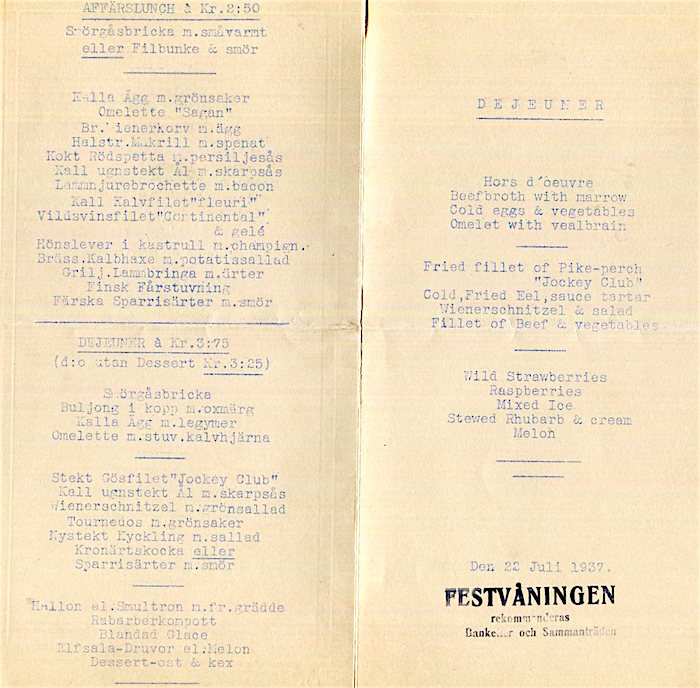 AFFÄRSLUNCH à Kr.2:50
Smörgåsbricka m.småvarmt
eller Filbunke & smör
Kalla Ägg m.grönsaker
Omelette "Sagan"
Br.Wienerkorv m.ägg
Halstr.Makrill m.spenat
Kokt Rödspetta m.persiljesås
Kall ugnstekt Ål m.skarpsås
Lammnjurebrochette m.bacon
Kall Kalvfilet"fleuri"
Vildsvinsfilet"Continental"
& gelé
Hönslever i kastrull m.champign.
Bräss.Kalbhaxe m.potatissallad
Grilj.Lammbringa m.ärter
Finsk Fårstuvning
Färska Sparrisärter m.smör
DEJEUNER à Kr.3:75
(d:o utan Dessert Kr.3:25)
Smörgåsbricka
Buljong i kopp m.oxmärg
Kalla Ägg m.legymer
Omelette m.stuv.kalvhjärna
Stekt Gösfilet"Jockey Club"
Kall ugnstekt Ål m.skarpsås
Wienerschnitzel m.grönsallad
Tournedos m.grönsaker
Nystekt Kyckling m.sallad
Kronärtskocka eller
Sparrisärter m.smör
Hallon el.Smultron m.fr.grädde
Rabarberkompott
Blandad Glace
Elfsala-Druvor el.Melon
Dessert-ost & kex
DEJEUNER
Hors d´oeuvre
Beefbroth with marrow
Cold eggs & vegetables
Omelet with vealbrain
Fried fillet of Pike-perch
"Jockey Club"
Cold,Fried Eel,sauce tartar
Wienerschnitzel & salad
Fillet of Beef & vegetables
Wild Strawberries
Raspberries
Mixed Ice
Stewed Rhubarb & cream
Melon
Den 22 Juli 1937.
FESTVÅNINGEN
rekommenderas
Banketter och Sammanträden